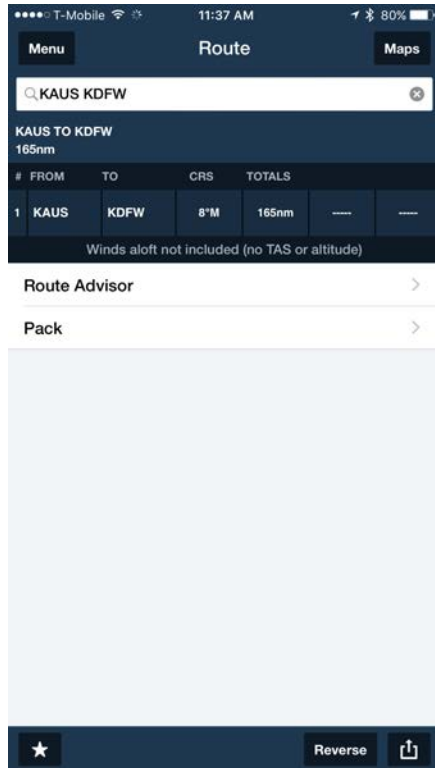 T-Mobile 11:37 AM 80%
Menu Route Maps
KAUS KDFW
KAUS TO KDFW
165nm
# FROM TO CRS TOTALS
1 KAUS KDFW 8°M 165nm ----- -----
Winds aloft not included (no TAS or altitude)
Route Advisor
Pack
Reverse